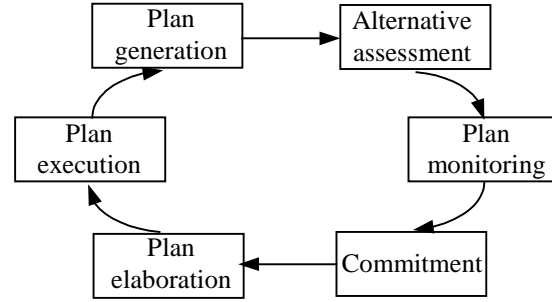 Plan
generation
Alternative
assessment
Plan
execution
Plan
monitoring
Plan
elaboration
Commitment